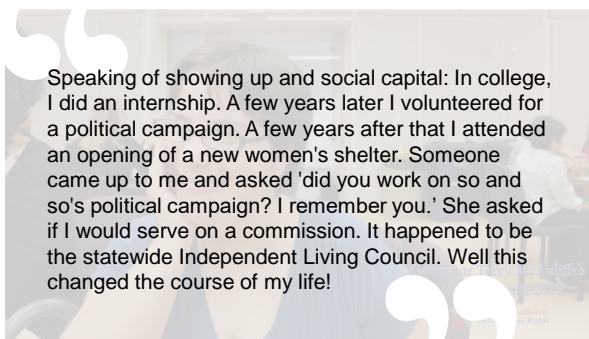 Speaking of showing up and social capital: In college,
I did an internship. A few years later I volunteered for
a political campaign. A few years after that I attended
an opening of a new women's shelter. Someone
came up to me and asked 'did you work on so and
so's political campaign? I remember you.’ She asked
if I would serve on a commission. It happened to be
the statewide Independent Living Council. Well this
changed the course of my life!
Terry McAuliffe's
Rights